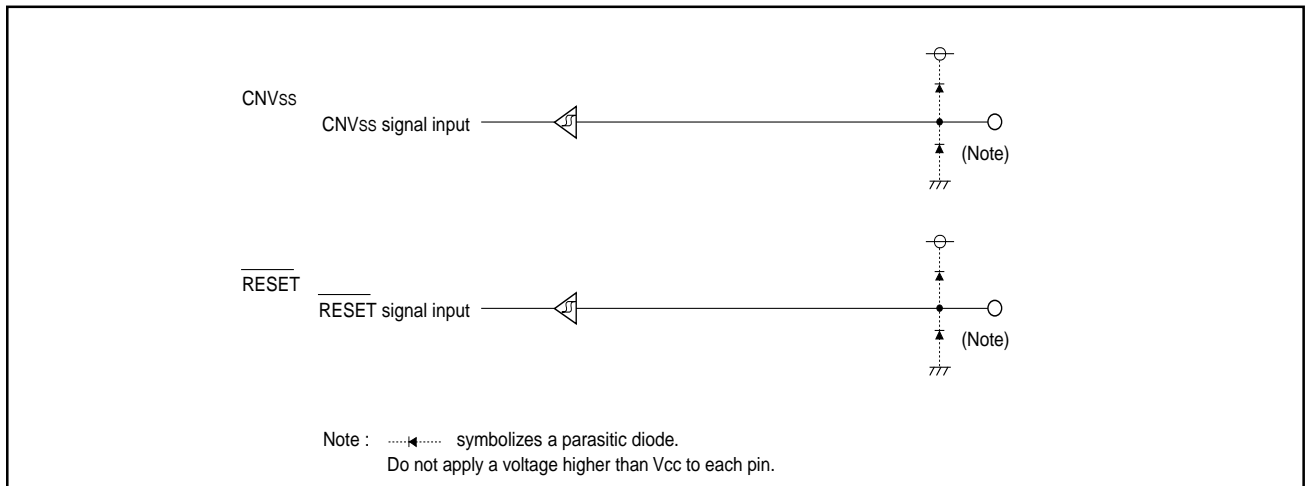 CNVss
CNVss signal input
(Note)
RESET
RESET signal input
(Note)
Note : symbolizes a parasitic diode.
Do not apply a voltage higher than Vcc to each pin.